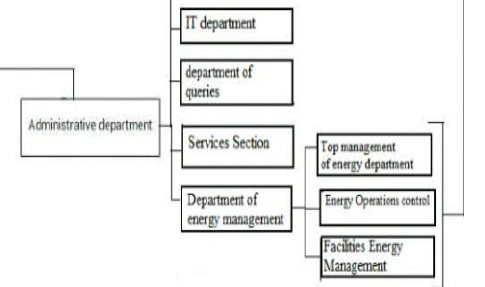 IT department
department of
queries
Administrative department
Services Section
Top management
of energy department
Department of
energy management
Energy Operations control
Facilities Energy
Management